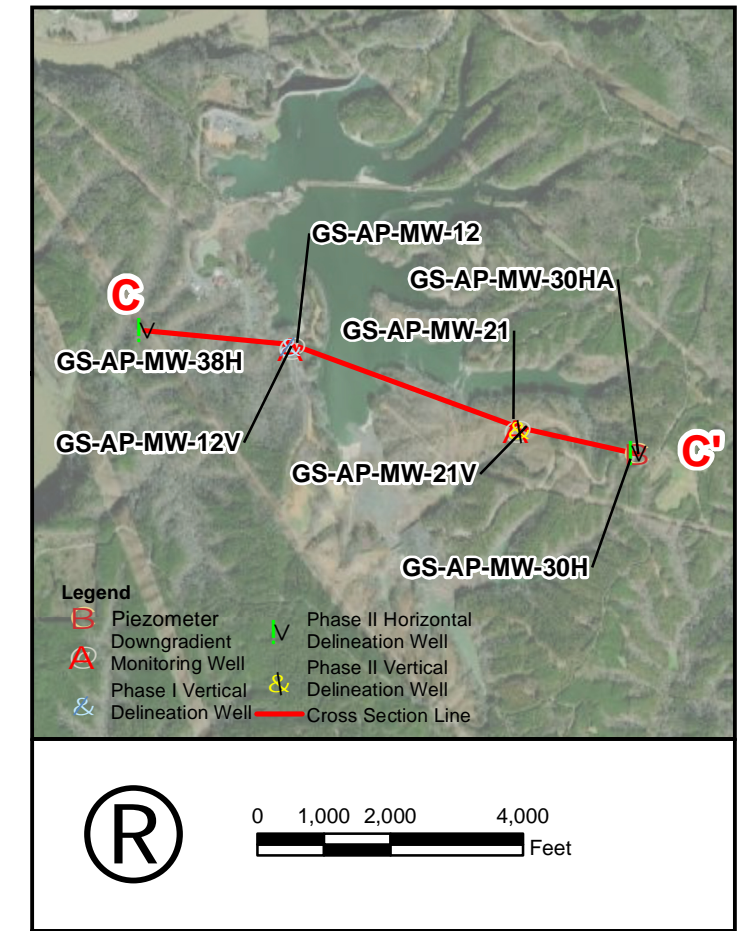 GS-AP-MW-12
GS-AP-MW-30HA
C
GS-AP-MW-21
GS-AP-MW-38H
GS-AP-MW-12V
C'
GS-AP-MW-21V
GS-AP-MW-30H
Legend
B Piezometer
A Downgradient
Monitoring Well
& Phase I Vertical
Delineation Well
Phase II Horizontal
Delineation Well
& Phase II Vertical
Delineation Well
Cross Section Line
®
0 1,000 2,000 4,000
Feet